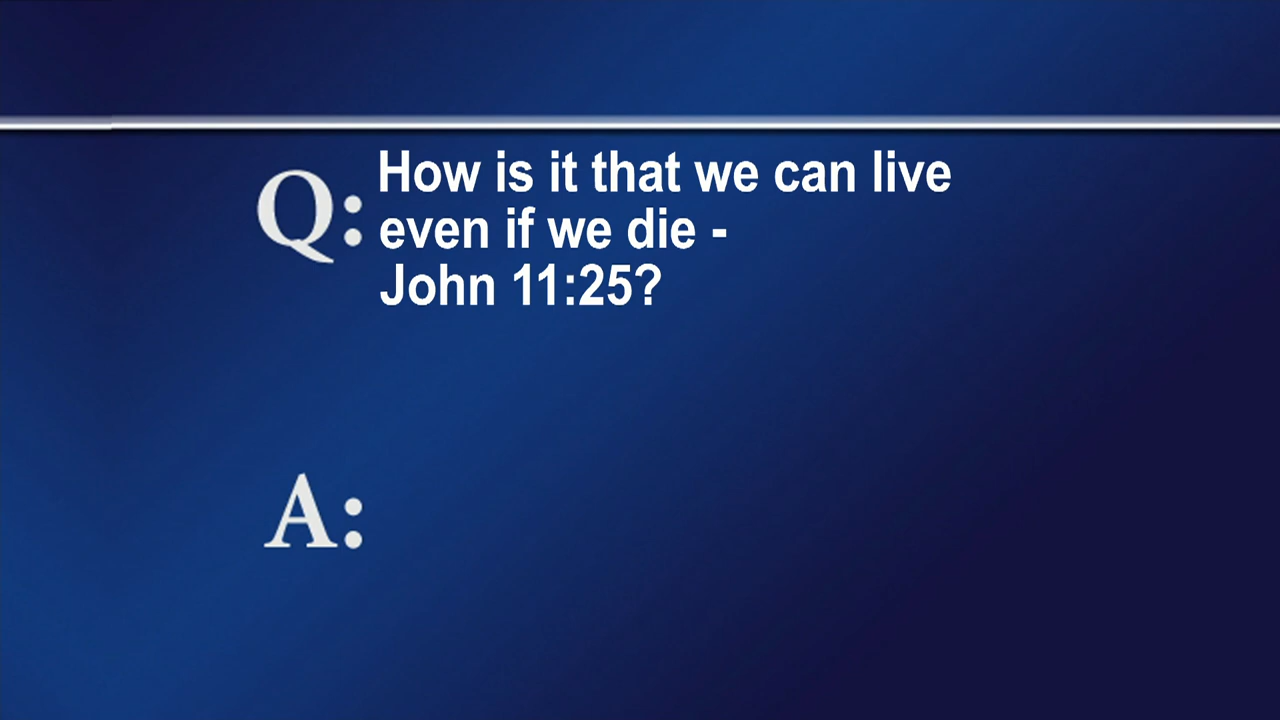 Q: How is it that we can live
even if we die -
John 11:25?
A: